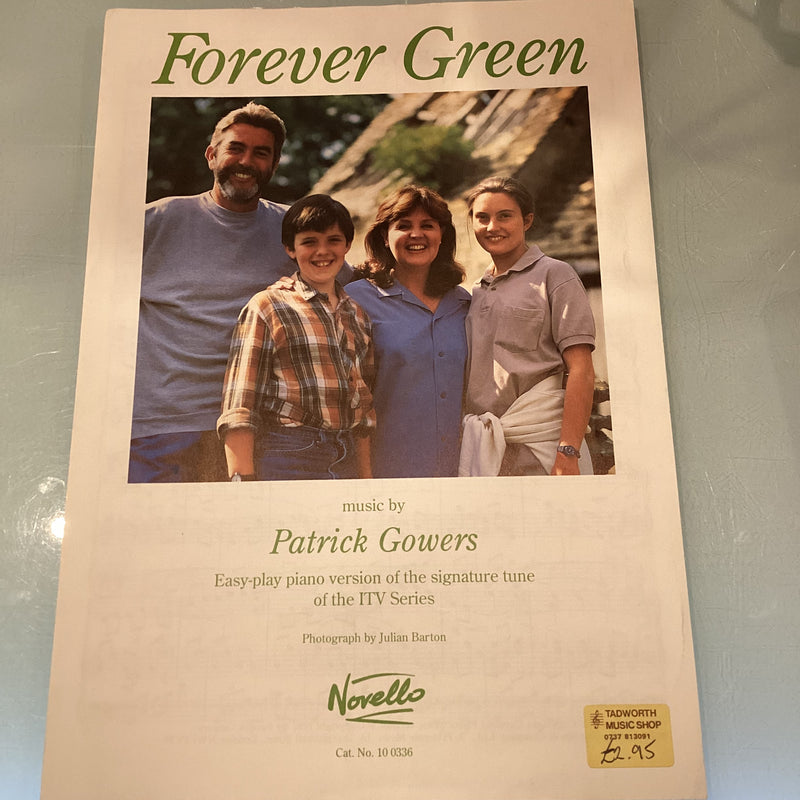 Forever Green
music by
Patrick Gowers
Easy-play piano version of the signature tune
of the ITV Series
Photograph by Julian Barton
Novello
Cat. No. 10 0336
TADWORTH
MUSIC SHOP
0737 813091
£2.95